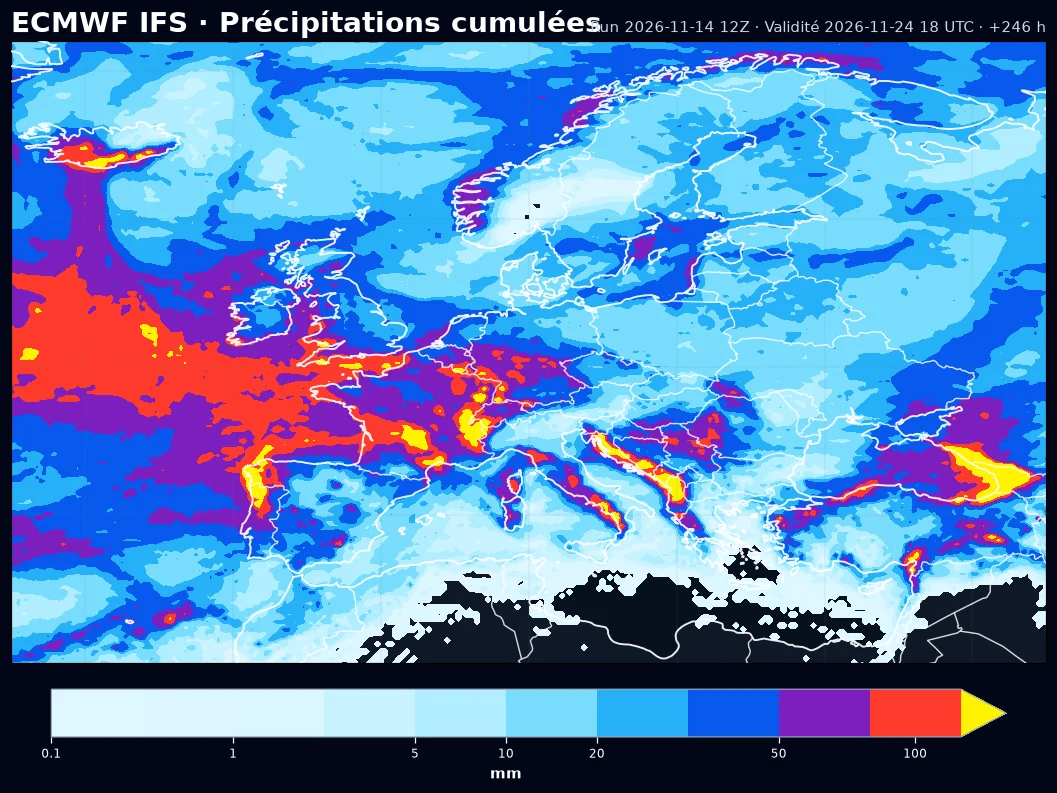 ECMWF IFS · Précipitations cumulées
Run 2026-11-14 12Z · Validité 2026-11-24 18 UTC · +246 h
0.1 1 5 10 20 50 100
mm